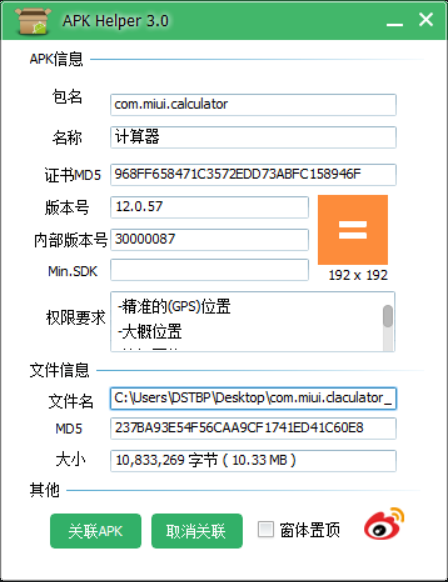 APK Helper 3.0
APK信息
包名 com.miui.calculator
名称 计算器
证书MD5 968FF658471C3572EDD73ABFC158946F
版本号 12.0.57
内部版本号 30000087
Min.SDK
192 x 192
权限要求 -精准的(GPS)位置
-大概位置
文件信息
文件名 C:\Users\DSTBP\Desktop\com.miui.claculator_
MD5 237BA93E54F56CAA9CF1741ED41C60E8
大小 10,833,269 字节 ( 10.33 MB )
其他
关联APK 取消关联 窗体置顶